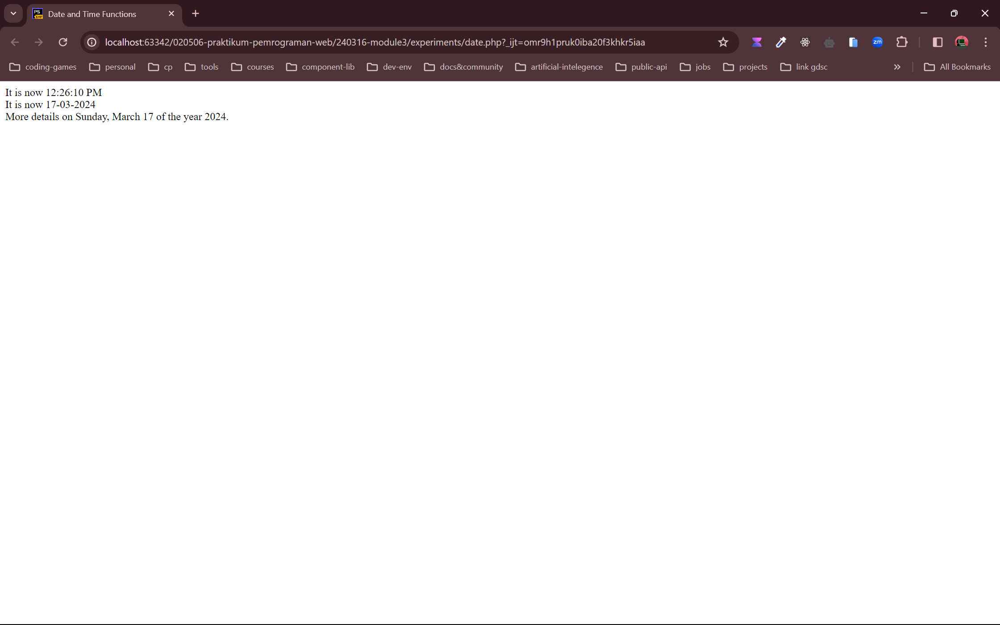 Date and Time Functions
localhost:63342/020506-praktikum-pemrograman-web/240316-module3/experiments/date.php?_ijt=omr9h1pruk0iba20f3khkr5iaa
zm
coding-games personal cp tools courses component-lib dev-env docs&community artificial-intelegence public-api jobs projects link gdsc All Bookmarks
It is now 12:26:10 PM
It is now 17-03-2024
More details on Sunday, March 17 of the year 2024.